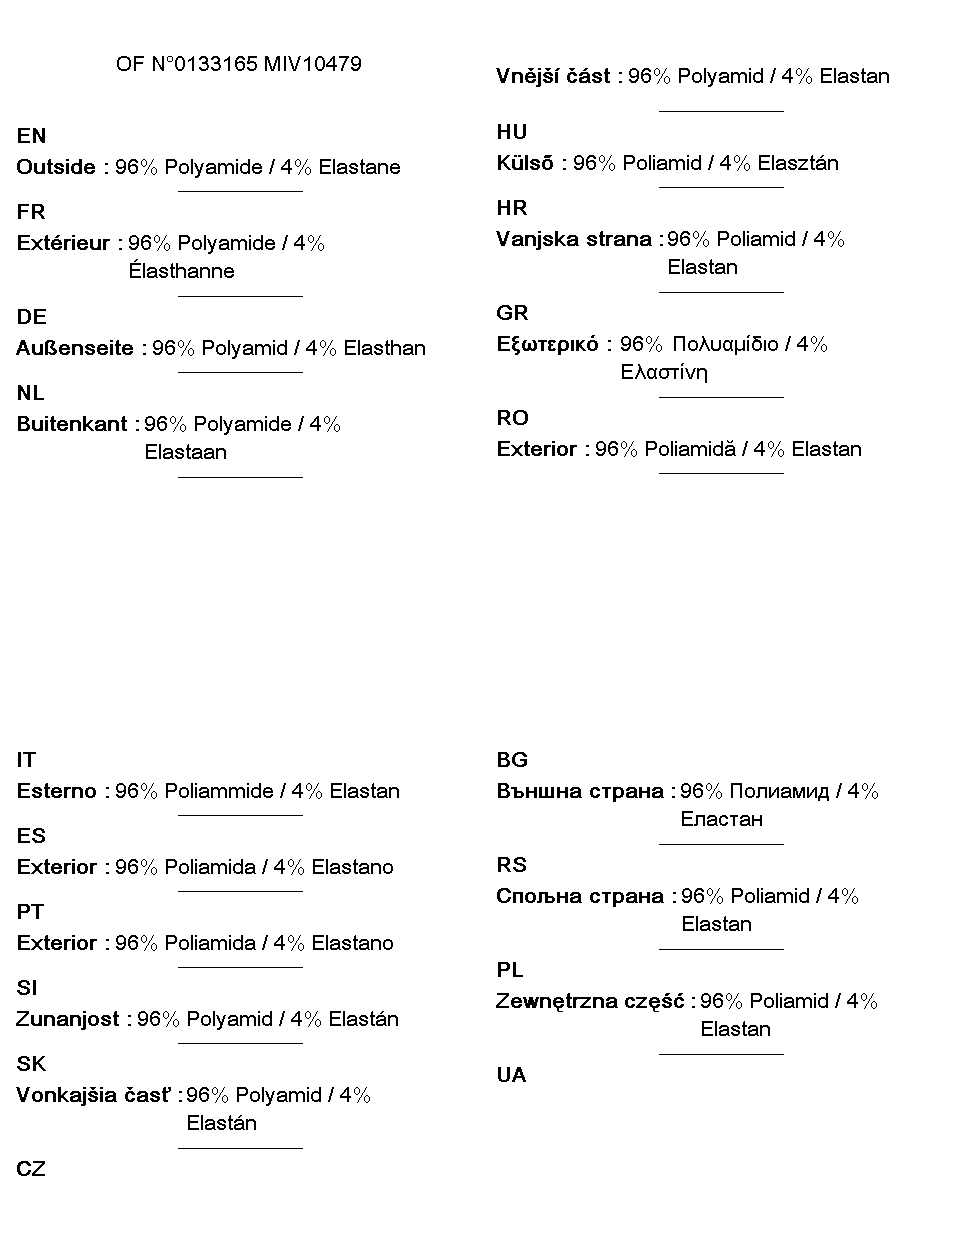 OF N°0133165 MIV10479
EN
Outside : 96% Polyamide / 4% Elastane
FR
Extérieur : 96% Polyamide / 4%
Élasthanne
DE
Außenseite : 96% Polyamid / 4% Elasthan
NL
Buitenkant : 96% Polyamide / 4%
Elastaan
IT
Esterno : 96% Poliammide / 4% Elastan
ES
Exterior : 96% Poliamida / 4% Elastano
PT
Exterior : 96% Poliamida / 4% Elastano
SI
Zunanjost : 96% Polyamid / 4% Elastán
SK
Vonkajšia časť : 96% Polyamid / 4%
Elastán
CZ
Vnější část : 96% Polyamid / 4% Elastan
HU
Külsõ : 96% Poliamid / 4% Elasztán
HR
Vanjska strana : 96% Poliamid / 4%
Elastan
GR
Εξωτερικό : 96% Πολυαμίδιο / 4%
Ελαστίνη
RO
Exterior : 96% Poliamidă / 4% Elastan
BG
Външна страна : 96% Полиамид / 4%
Еластан
RS
Спољна страна : 96% Poliamid / 4%
Elastan
PL
Zewnętrzna część : 96% Poliamid / 4%
Elastan
UA